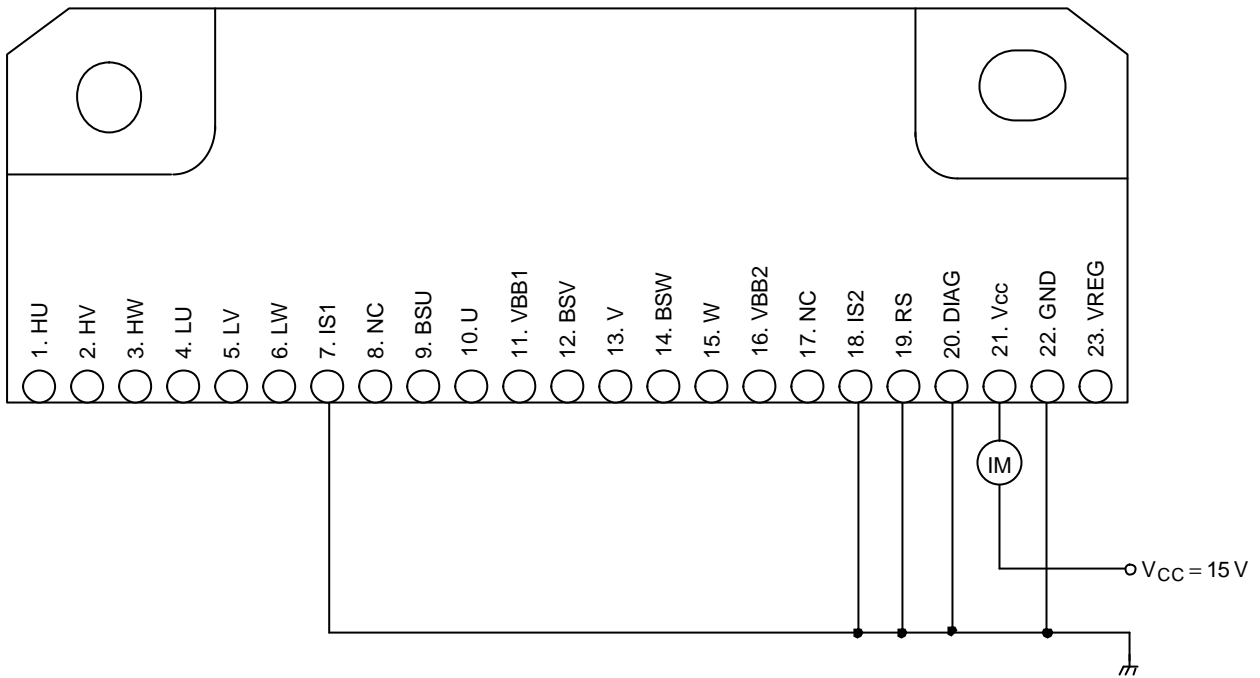 1. HU
2. HV
3. HW
4. LU
5. LV
6. LW
7. IS1
8. NC
9. BSU
10. U
11. VBB1
12. BSV
13. V
14. BSW
15. W
16. VBB2
17. NC
18. IS2
19. RS
20. DIAG
21. Vcc
22. GND
23. VREG
IM
VCC = 15 V